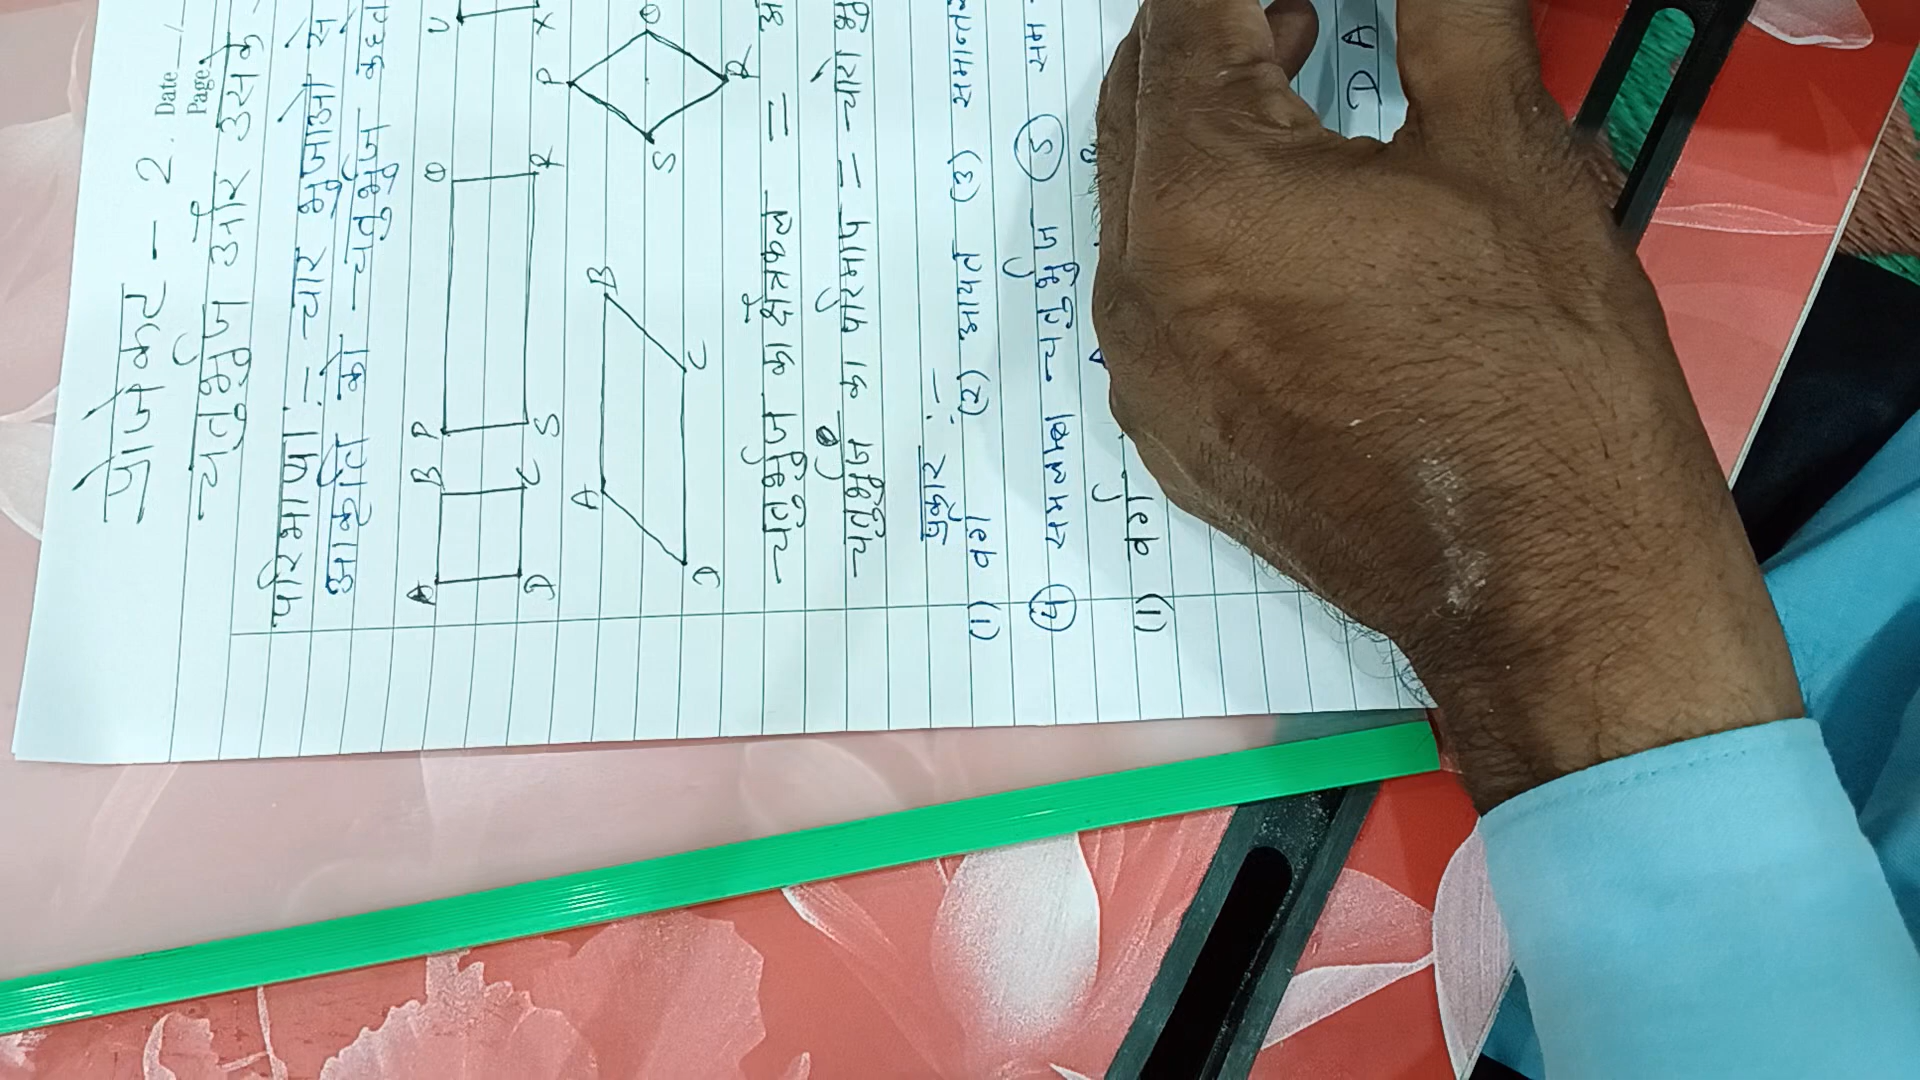 प्रोजेक्ट - 2.
Date
Page
चतुर्भुज और उसके
परिभाषा :- चार भुजाओं से
आकृति को चतुर्भुज कहते
A B P Q U
D C S R X
A B P Q
D C S R
चतुर्भुज का क्षेत्रफल =
चतुर्भुज का परिमाप = चारों
प्रकार :-
(1) वर्ग (2) आयत (3)
(4) समलम्ब चतुर्भुज (5) सम
(1) वर्ग
D A